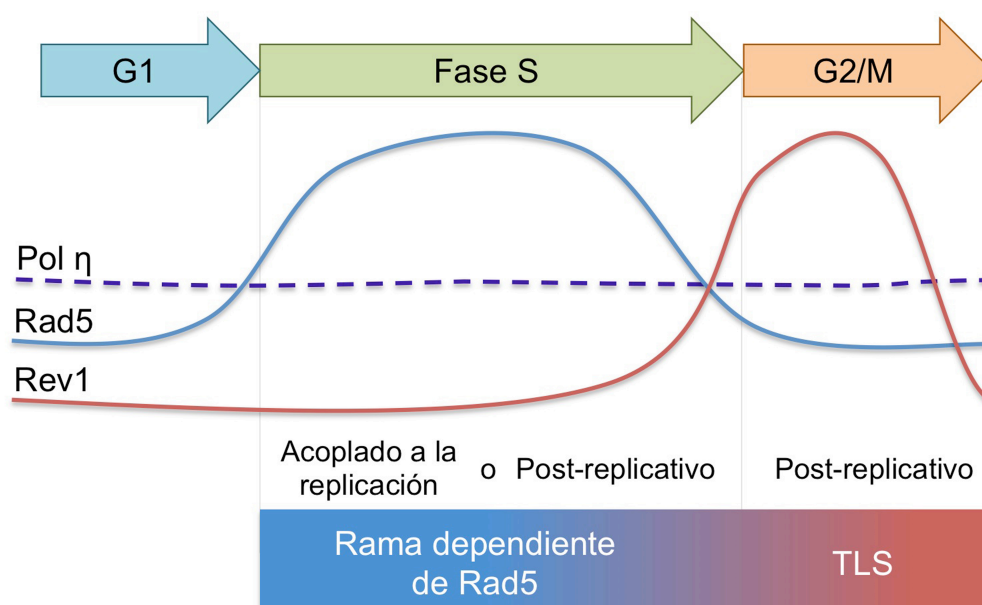 G1
Fase S
G2/M
Pol η
Rad5
Rev1
Acoplado a la
replicación
o
Post-replicativo
Post-replicativo
Rama dependiente
de Rad5
TLS